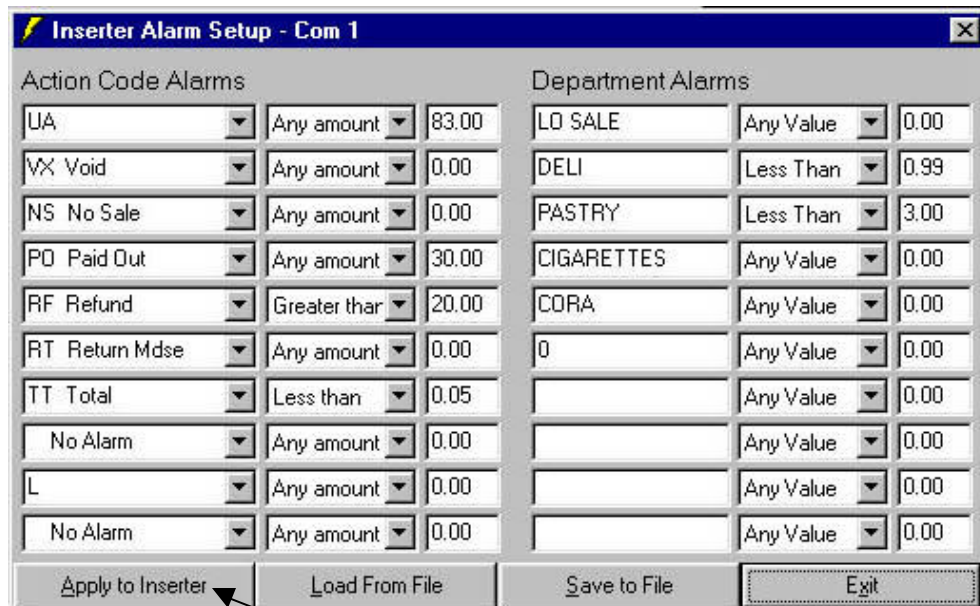 Inserter Alarm Setup - Com 1
Action Code Alarms Department Alarms
UA Any amount 83.00 LO SALE Any Value 0.00
VX Void Any amount 0.00 DELI Less Than 0.99
NS No Sale Any amount 0.00 PASTRY Less Than 3.00
PO Paid Out Any amount 30.00 CIGARETTES Any Value 0.00
RF Refund Greater than 20.00 CORA Any Value 0.00
RT Return Mdse Any amount 0.00 0 Any Value 0.00
TT Total Less than 0.05 Any Value 0.00
No Alarm Any amount 0.00 Any Value 0.00
L Any amount 0.00 Any Value 0.00
No Alarm Any amount 0.00 Any Value 0.00
Apply to Inserter Load From File Save to File Exit